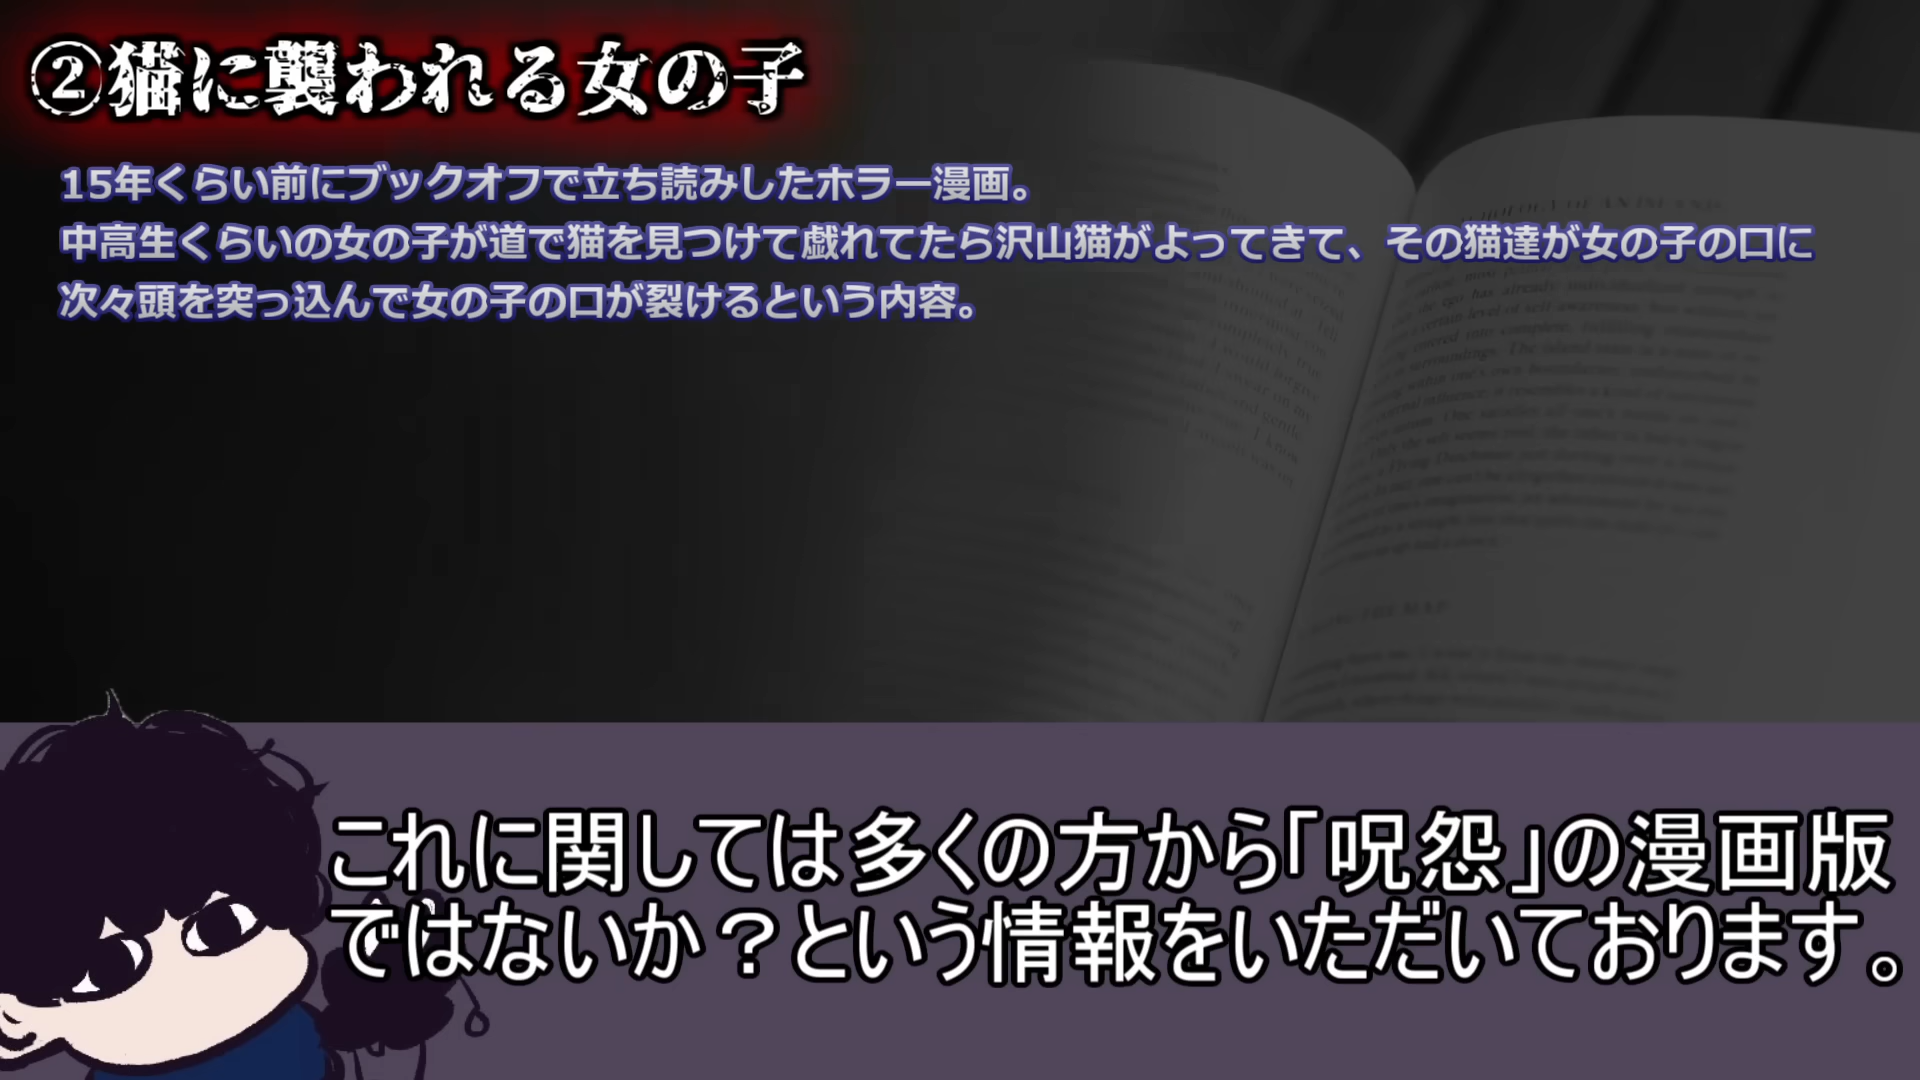 ②猫に襲われる女の子
15年くらい前にブックオフで立ち読みしたホラー漫画。
中高生くらいの女の子が道で猫を見つけて戯れてたら沢山猫がよってきて、その猫達が女の子の口に
次々頭を突っ込んで女の子の口が裂けるという内容。
これに関しては多くの方から「呪怨」の漫画版
ではないか？という情報をいただいております。